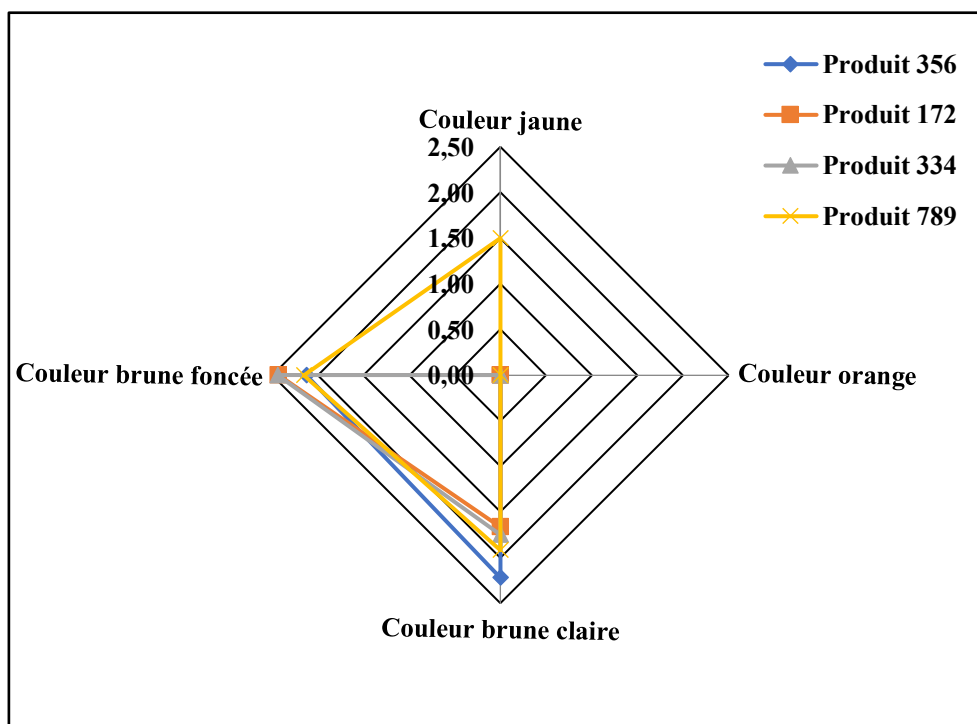 Produit 356
Produit 172
Produit 334
Produit 789
Couleur jaune
2,50
2,00
1,50
1,00
0,50
0,00
Couleur brune foncée
Couleur orange
Couleur brune claire